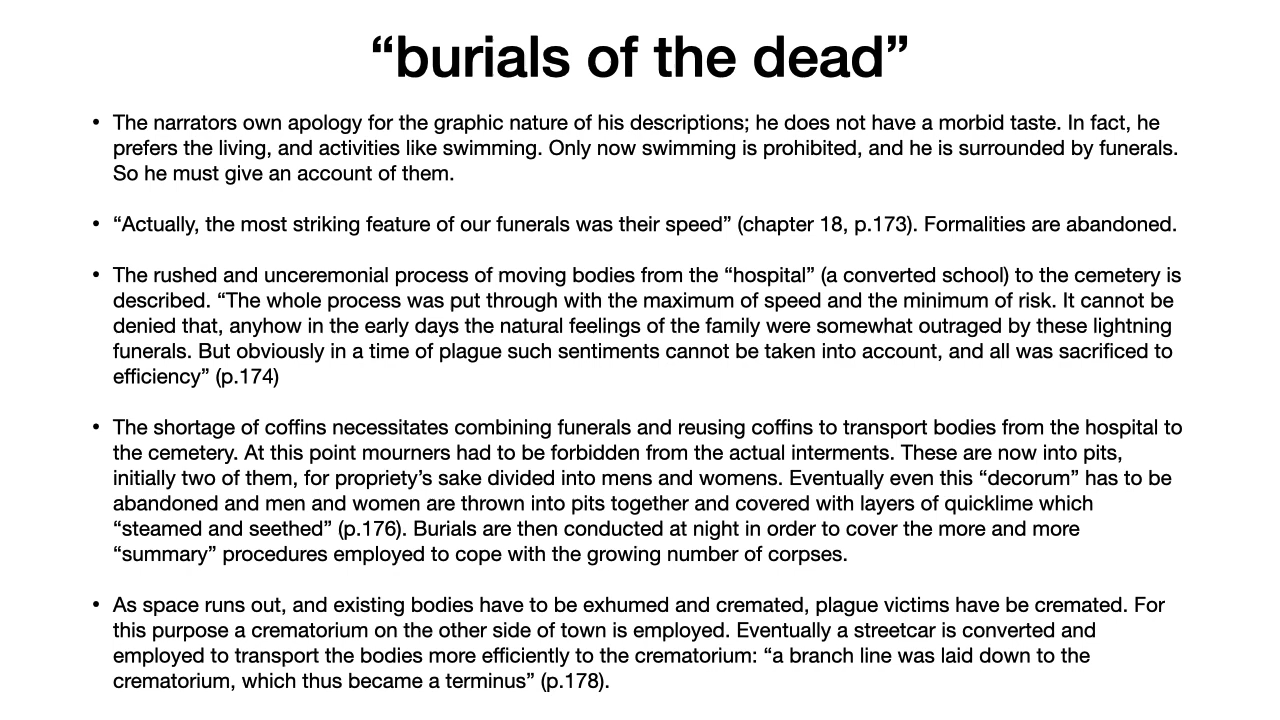 “burials of the dead”
• The narrators own apology for the graphic nature of his descriptions; he does not have a morbid taste. In fact, he
prefers the living, and activities like swimming. Only now swimming is prohibited, and he is surrounded by funerals.
So he must give an account of them.
• “Actually, the most striking feature of our funerals was their speed” (chapter 18, p.173). Formalities are abandoned.
• The rushed and unceremonial process of moving bodies from the “hospital” (a converted school) to the cemetery is
described. “The whole process was put through with the maximum of speed and the minimum of risk. It cannot be
denied that, anyhow in the early days the natural feelings of the family were somewhat outraged by these lightning
funerals. But obviously in a time of plague such sentiments cannot be taken into account, and all was sacrificed to
efficiency” (p.174)
• The shortage of coffins necessitates combining funerals and reusing coffins to transport bodies from the hospital to
the cemetery. At this point mourners had to be forbidden from the actual interments. These are now into pits,
initially two of them, for propriety’s sake divided into mens and womens. Eventually even this “decorum” has to be
abandoned and men and women are thrown into pits together and covered with layers of quicklime which
“steamed and seethed” (p.176). Burials are then conducted at night in order to cover the more and more
“summary” procedures employed to cope with the growing number of corpses.
• As space runs out, and existing bodies have to be exhumed and cremated, plague victims have be cremated. For
this purpose a crematorium on the other side of town is employed. Eventually a streetcar is converted and
employed to transport the bodies more efficiently to the crematorium: “a branch line was laid down to the
crematorium, which thus became a terminus” (p.178).